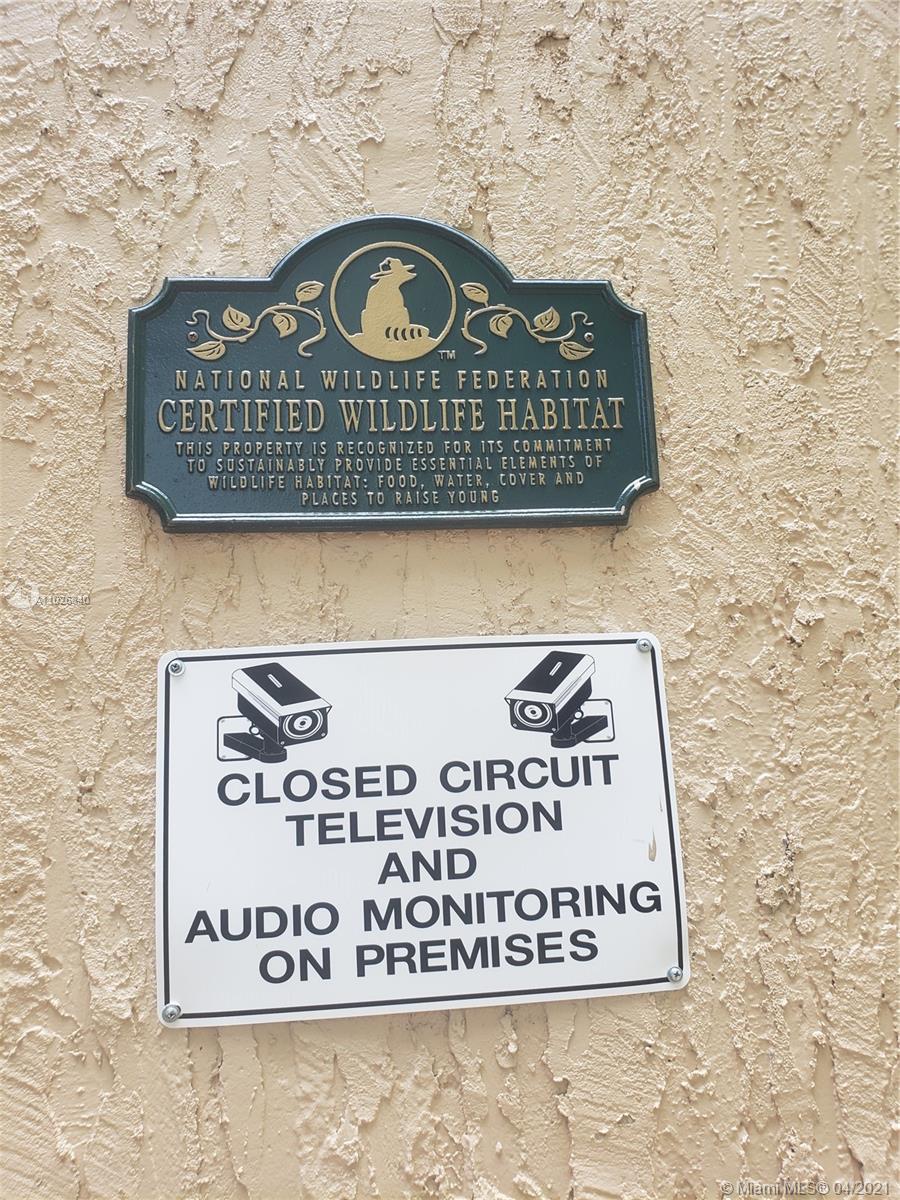 TM
NATIONAL WILDLIFE FEDERATION
CERTIFIED WILDLIFE HABITAT
THIS PROPERTY IS RECOGNIZED FOR ITS COMMITMENT
TO SUSTAINABLY PROVIDE ESSENTIAL ELEMENTS OF
WILDLIFE HABITAT: FOOD, WATER, COVER AND
PLACES TO RAISE YOUNG
CLOSED CIRCUIT
TELEVISION
AND
AUDIO MONITORING
ON PREMISES
© Miami MLS® 04/2021